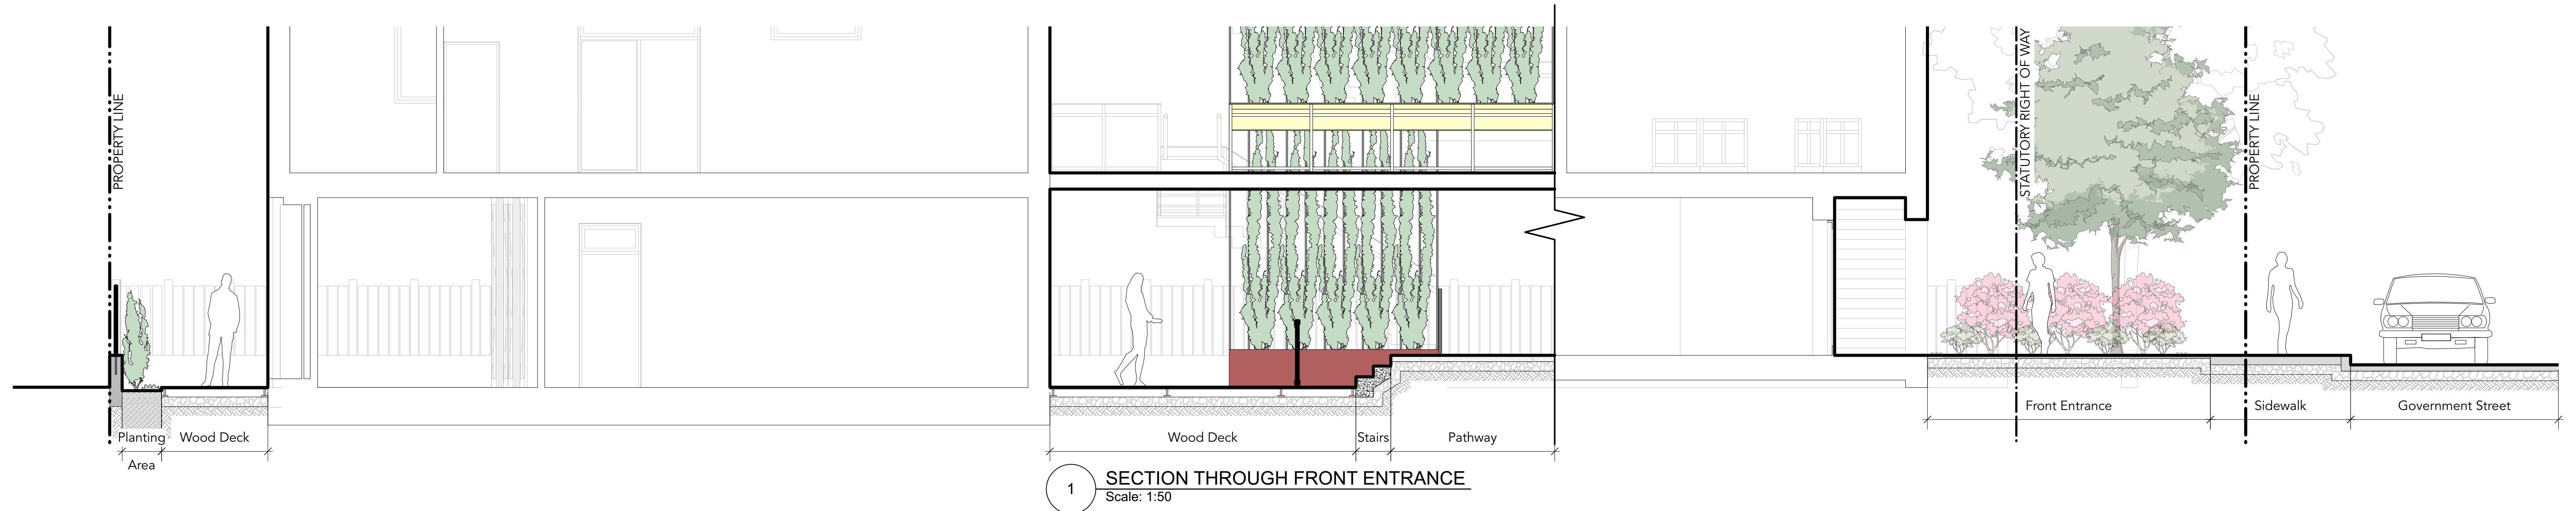 PROPERTY LINE
STATUTORY RIGHT OF WAY
PROPERTY LINE
Planting
Area
Wood Deck
Wood Deck
Stairs
Pathway
Front Entrance
Sidewalk
Government Street
1
SECTION THROUGH FRONT ENTRANCE
Scale: 1:50